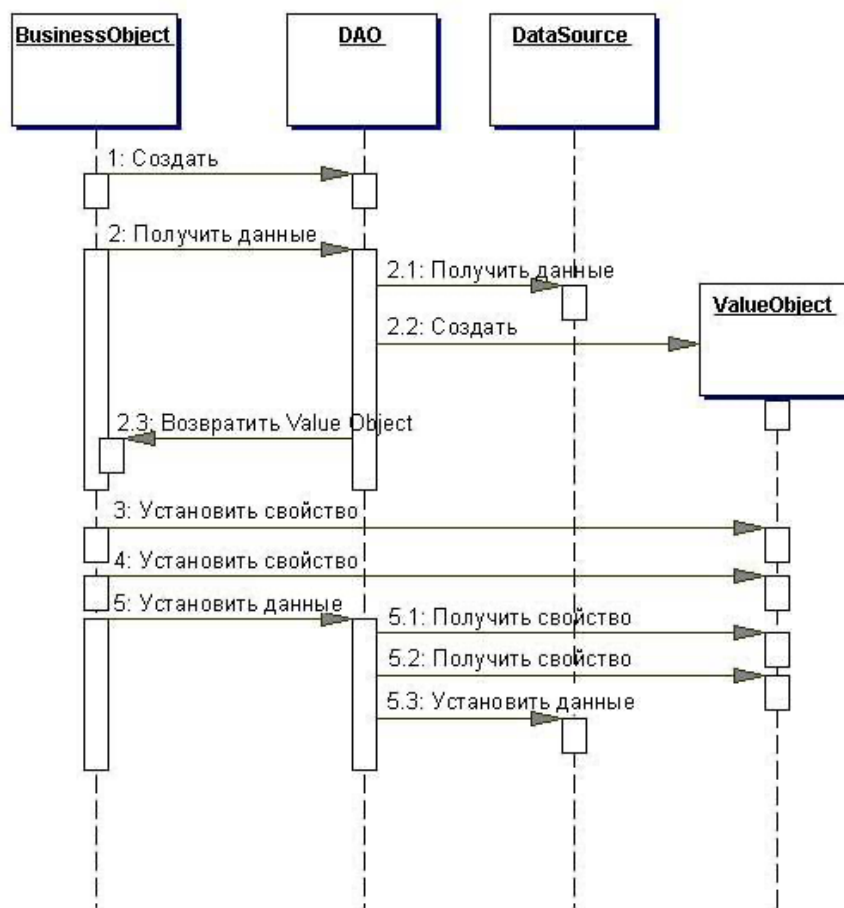 BusinessObject
DAO
DataSource
1: Создать
2: Получить данные
2.1: Получить данные
ValueObject
2.2: Создать
2.3: Возвратить Value Object
3: Установить свойство
4: Установить свойство
5: Установить данные
5.1: Получить свойство
5.2: Получить свойство
5.3: Установить данные